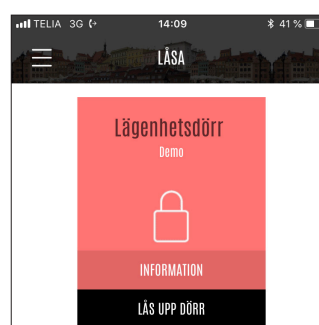 TELIA 3G 14:09 41 %
LÅSA
Lägenhetsdörr
Demo
INFORMATION
LÅS UPP DÖRR